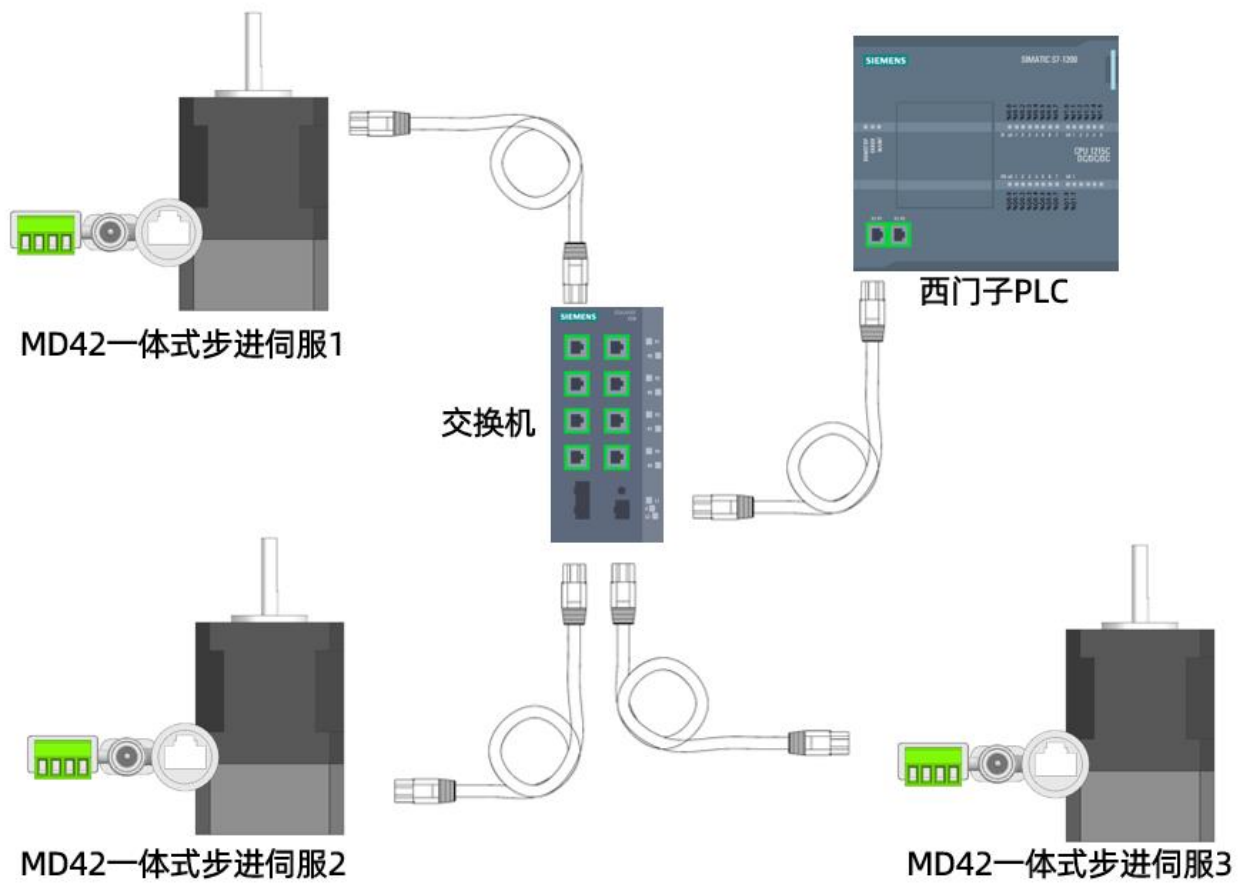 SIEMENS
SIMATIC S7-1200
CPU 1215C
DC/DC/DC
西门子PLC
MD42一体式步进伺服1
SIEMENS
交换机
MD42一体式步进伺服2
MD42一体式步进伺服3